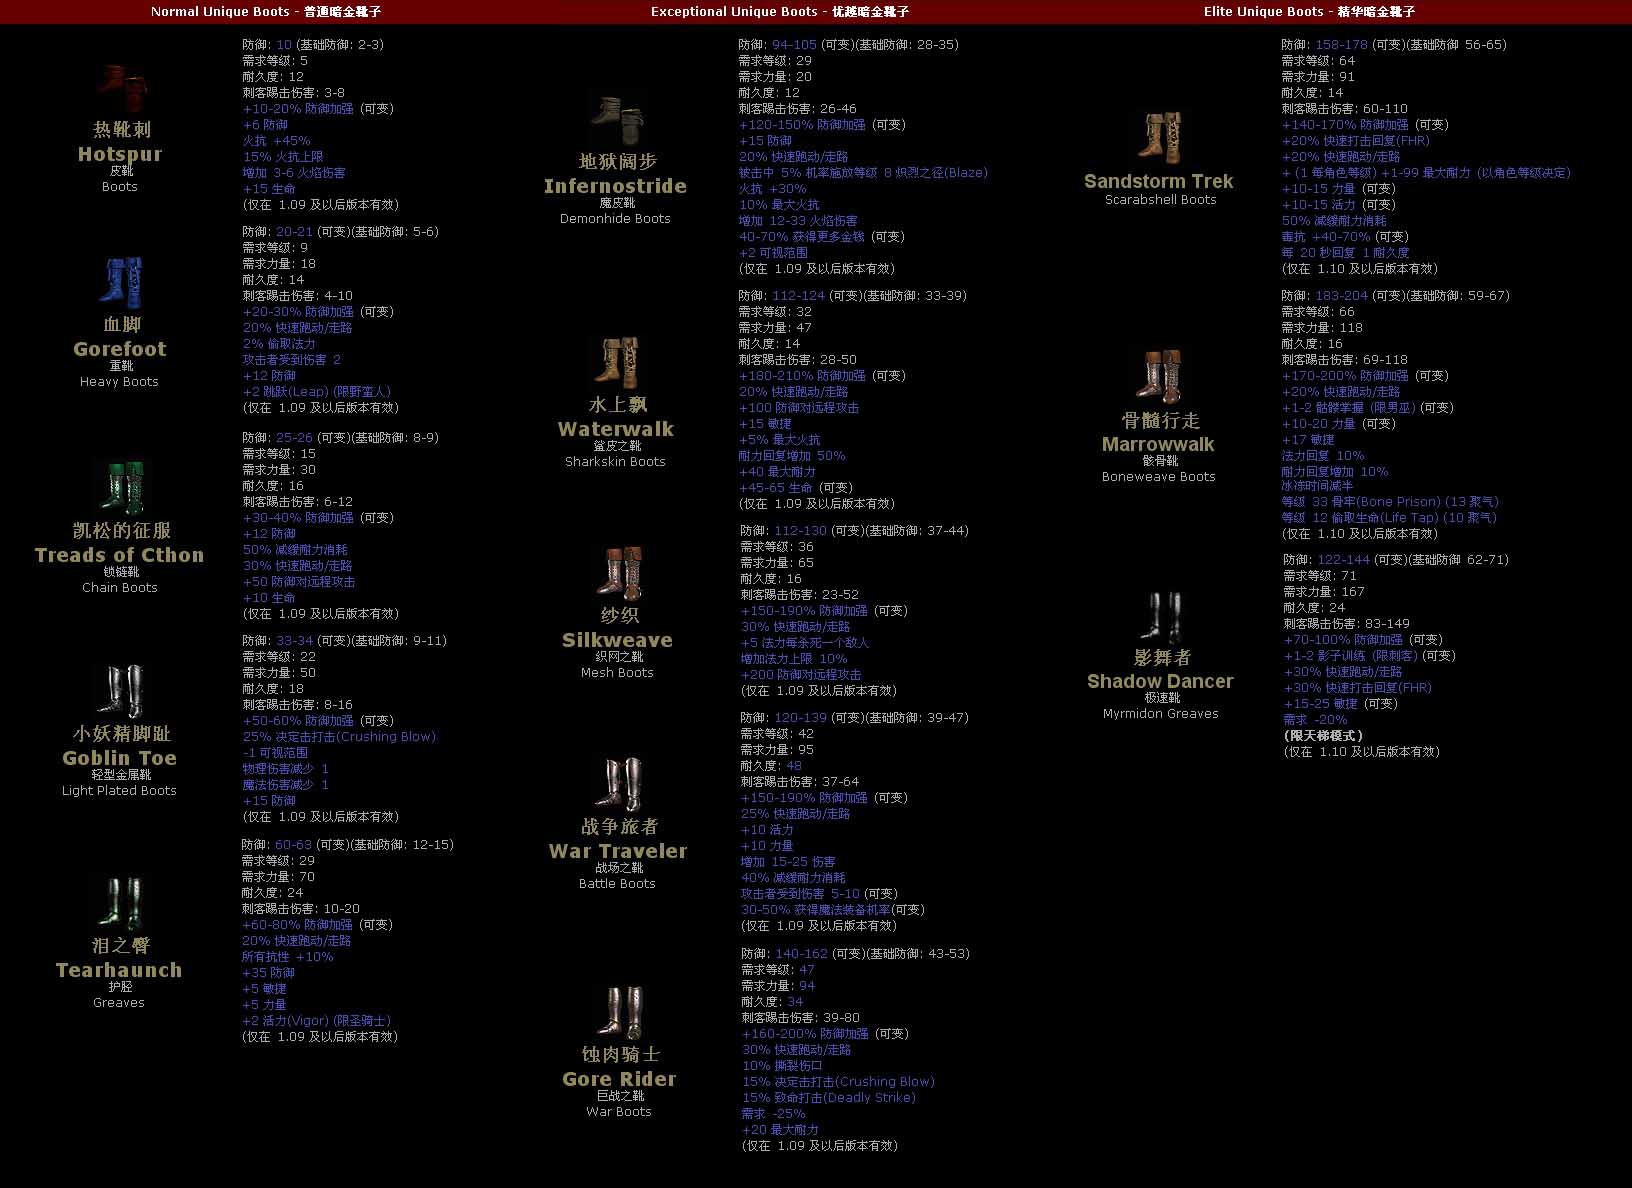 Normal Unique Boots - 普通暗金靴子
热靴刺
Hotspur
皮靴
Boots
防御: 10 (基础防御: 2-3)
需求等级: 5
耐久度: 12
刺客踢击伤害: 3-8
+10-20% 防御加强 (可变)
+6 防御
火抗 +45%
15% 火抗上限
增加 3-6 火焰伤害
+15 生命
(仅在 1.09 及以后版本有效)
血脚
Gorefoot
重靴
Heavy Boots
防御: 20-21 (可变)(基础防御: 5-6)
需求等级: 9
需求力量: 18
耐久度: 14
刺客踢击伤害: 4-10
+20-30% 防御加强 (可变)
20% 快速跑动/走路
2% 偷取法力
攻击者受到伤害 2
+12 防御
+2 跳跃(Leap) (限野蛮人)
(仅在 1.09 及以后版本有效)
凯松的征服
Treads of Cthon
锁链靴
Chain Boots
防御: 25-26 (可变)(基础防御: 8-9)
需求等级: 15
需求力量: 30
耐久度: 16
刺客踢击伤害: 6-12
+30-40% 防御加强 (可变)
+12 防御
50% 减缓耐力消耗
30% 快速跑动/走路
+50 防御对远程攻击
+10 生命
(仅在 1.09 及以后版本有效)
小妖精脚趾
Goblin Toe
轻型金属靴
Light Plated Boots
防御: 33-34 (可变)(基础防御: 9-11)
需求等级: 22
需求力量: 50
耐久度: 18
刺客踢击伤害: 8-16
+50-60% 防御加强 (可变)
25% 决定击打击(Crushing Blow)
-1 可视范围
物理伤害减少 1
魔法伤害减少 1
+15 防御
(仅在 1.09 及以后版本有效)
泪之臀
Tearhaunch
护胫
Greaves
防御: 60-63 (可变)(基础防御: 12-15)
需求等级: 29
需求力量: 70
耐久度: 24
刺客踢击伤害: 10-20
+60-80% 防御加强 (可变)
20% 快速跑动/走路
所有抗性 +10%
+35 防御
+5 敏捷
+5 力量
+2 活力(Vigor) (限圣骑士)
(仅在 1.09 及以后版本有效)
Exceptional Unique Boots - 优越暗金靴子
地狱阔步
Infernostride
魔皮靴
Demonhide Boots
防御: 94-105 (可变)(基础防御: 28-35)
需求等级: 29
需求力量: 20
耐久度: 12
刺客踢击伤害: 26-46
+120-150% 防御加强 (可变)
+15 防御
20% 快速跑动/走路
被击中 5% 机率施放等级 8 炽烈之径(Blaze)
火抗 +30%
10% 最大火抗
增加 12-33 火焰伤害
40-70% 获得更多金钱 (可变)
+2 可视范围
(仅在 1.09 及以后版本有效)
水上飘
Waterwalk
鲨皮之靴
Sharkskin Boots
防御: 112-124 (可变)(基础防御: 33-39)
需求等级: 32
需求力量: 47
耐久度: 14
刺客踢击伤害: 28-50
+180-210% 防御加强 (可变)
20% 快速跑动/走路
+100 防御对远程攻击
+15 敏捷
+5% 最大火抗
耐力回复增加 50%
+40 最大耐力
+45-65 生命 (可变)
(仅在 1.09 及以后版本有效)
纱织
Silkweave
织网之靴
Mesh Boots
防御: 112-130 (可变)(基础防御: 37-44)
需求等级: 36
需求力量: 65
耐久度: 16
刺客踢击伤害: 23-52
+150-190% 防御加强 (可变)
30% 快速跑动/走路
+5 法力每杀死一个敌人
增加法力上限 10%
+200 防御对远程攻击
(仅在 1.09 及以后版本有效)
战争旅者
War Traveler
战场之靴
Battle Boots
防御: 120-139 (可变)(基础防御: 39-47)
需求等级: 42
需求力量: 95
耐久度: 48
刺客踢击伤害: 37-64
+150-190% 防御加强 (可变)
25% 快速跑动/走路
+10 活力
+10 力量
增加 15-25 伤害
40% 减缓耐力消耗
攻击者受到伤害 5-10 (可变)
30-50% 获得魔法装备机率(可变)
(仅在 1.09 及以后版本有效)
蚀肉骑士
Gore Rider
巨战之靴
War Boots
防御: 140-162 (可变)(基础防御: 43-53)
需求等级: 47
需求力量: 94
耐久度: 34
刺客踢击伤害: 39-80
+160-200% 防御加强 (可变)
30% 快速跑动/走路
10% 撕裂伤口
15% 决定击打击(Crushing Blow)
15% 致命打击(Deadly Strike)
需求 -25%
+20 最大耐力
(仅在 1.09 及以后版本有效)
Elite Unique Boots - 精华暗金靴子
Sandstorm Trek
Scarabshell Boots
防御: 158-178 (可变)(基础防御 56-65)
需求等级: 64
需求力量: 91
耐久度: 14
刺客踢击伤害: 60-110
+140-170% 防御加强 (可变)
+20% 快速打击回复(FHR)
+20% 快速跑动/走路
+ (1 每角色等级) +1-99 最大耐力 (以角色等级决定)
+10-15 力量 (可变)
+10-15 活力 (可变)
50% 减缓耐力消耗
毒抗 +40-70% (可变)
每 20 秒回复 1 耐久度
(仅在 1.10 及以后版本有效)
骨髓行走
Marrowwalk
骸骨靴
Boneweave Boots
防御: 183-204 (可变)(基础防御: 59-67)
需求等级: 66
需求力量: 118
耐久度: 16
刺客踢击伤害: 69-118
+170-200% 防御加强 (可变)
+20% 快速跑动/走路
+1-2 骷髅掌握 (限男巫) (可变)
+10-20 力量 (可变)
+17 敏捷
法力回复 10%
耐力回复增加 10%
冰冻时间减半
等级 33 骨牢(Bone Prison) (13 聚气)
等级 12 偷取生命(Life Tap) (10 聚气)
(仅在 1.10 及以后版本有效)
影舞者
Shadow Dancer
极速靴
Myrmidon Greaves
防御: 122-144 (可变)(基础防御 62-71)
需求等级: 71
需求力量: 167
耐久度: 24
刺客踢击伤害: 83-149
+70-100% 防御加强 (可变)
+1-2 影子训练 (限刺客) (可变)
+30% 快速跑动/走路
+30% 快速打击回复(FHR)
+15-25 敏捷 (可变)
需求 -20%
(限天梯模式)
(仅在 1.10 及以后版本有效)